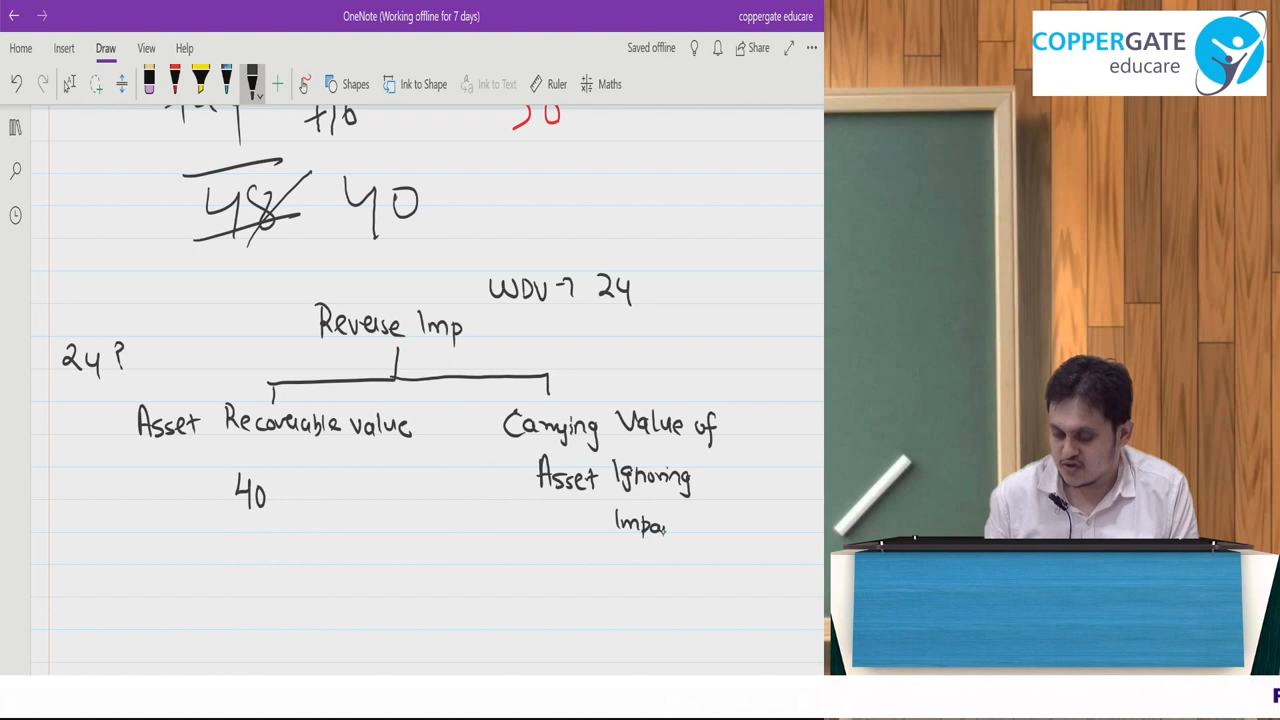 OneNote (Working offline for 7 days)
coppergate educare
Home Insert Draw View Help
Saved offline
Share
Shapes Ink to Shape Ink to Text Ruler Maths
COPPERGATE
educare
+16
30
48 40
WDV → 24
Reverse Imp
24 ?
Asset Recoverable value
Carrying Value of
Asset Ignoring
Impa
40